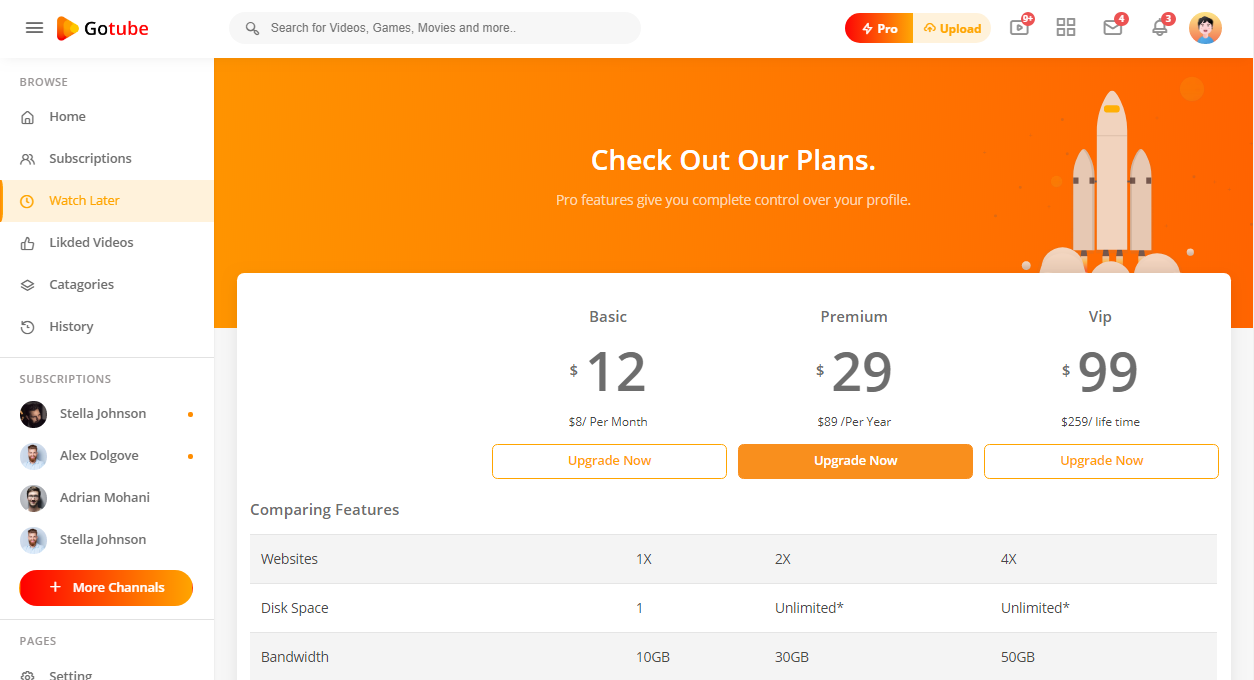 Gotube
Search for Videos, Games, Movies and more..
Pro
Upload
9+
4
3
BROWSE
Home
Subscriptions
Watch Later
Likded Videos
Catagories
History
SUBSCRIPTIONS
Stella Johnson
Alex Dolgove
Adrian Mohani
Stella Johnson
+ More Channals
PAGES
Setting
Check Out Our Plans.
Pro features give you complete control over your profile.
Basic Premium Vip
$ 12 $ 29 $ 99
$8/ Per Month $89 /Per Year $259/ life time
Upgrade Now Upgrade Now Upgrade Now
Comparing Features
Websites 1X 2X 4X
Disk Space 1 Unlimited* Unlimited*
Bandwidth 10GB 30GB 50GB